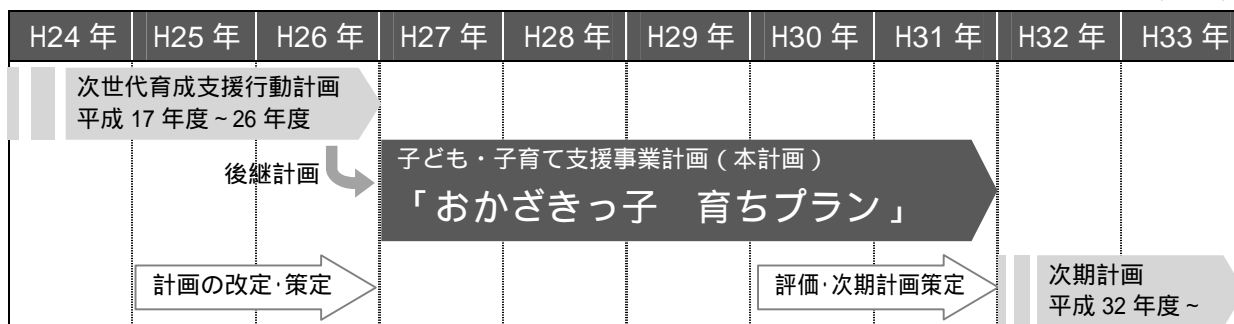 H24 年 H25 年 H26 年 H27 年 H28 年 H29 年 H30 年 H31 年 H32 年 H33 年
次世代育成支援行動計画
平成 17 年度～26 年度
後継計画
子ども・子育て支援事業計画（本計画）
「おかざきっ子　育ちプラン」
計画の改定･策定
評価･次期計画策定
次期計画
平成 32 年度～